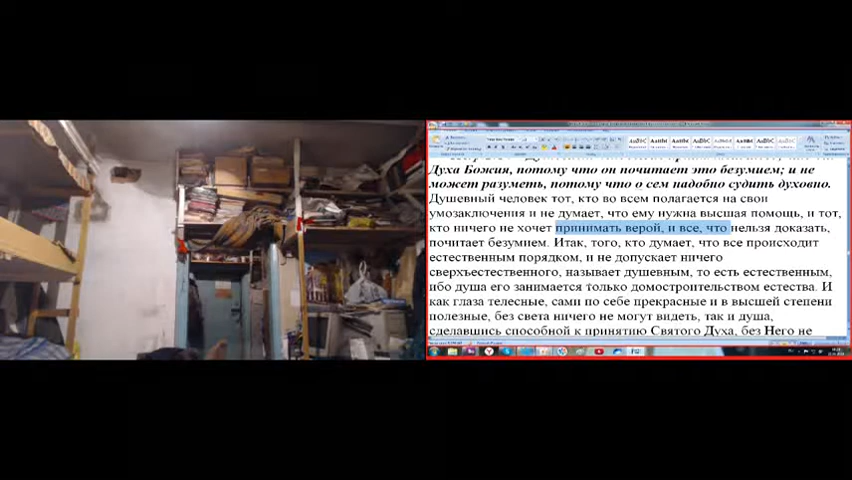 Духа Божия, потому что он почитает это безумием; и не
может разуметь, потому что о сем надобно судить духовно.
Душевный человек тот, кто во всем полагается на свои
умозаключения и не думает, что ему нужна высшая помощь, и тот,
кто ничего не хочет принимать верой, и все, что нельзя доказать,
почитает безумием. Итак, того, кто думает, что все происходит
естественным порядком, и не допускает ничего
сверхъестественного, называет душевным, то есть естественным,
ибо душа его занимается только домостроительством естества. И
как глаза телесные, сами по себе прекрасные и в высшей степени
полезные, без света ничего не могут видеть, так и душа,
сделавшись способной к принятию Святого Духа, без Него не